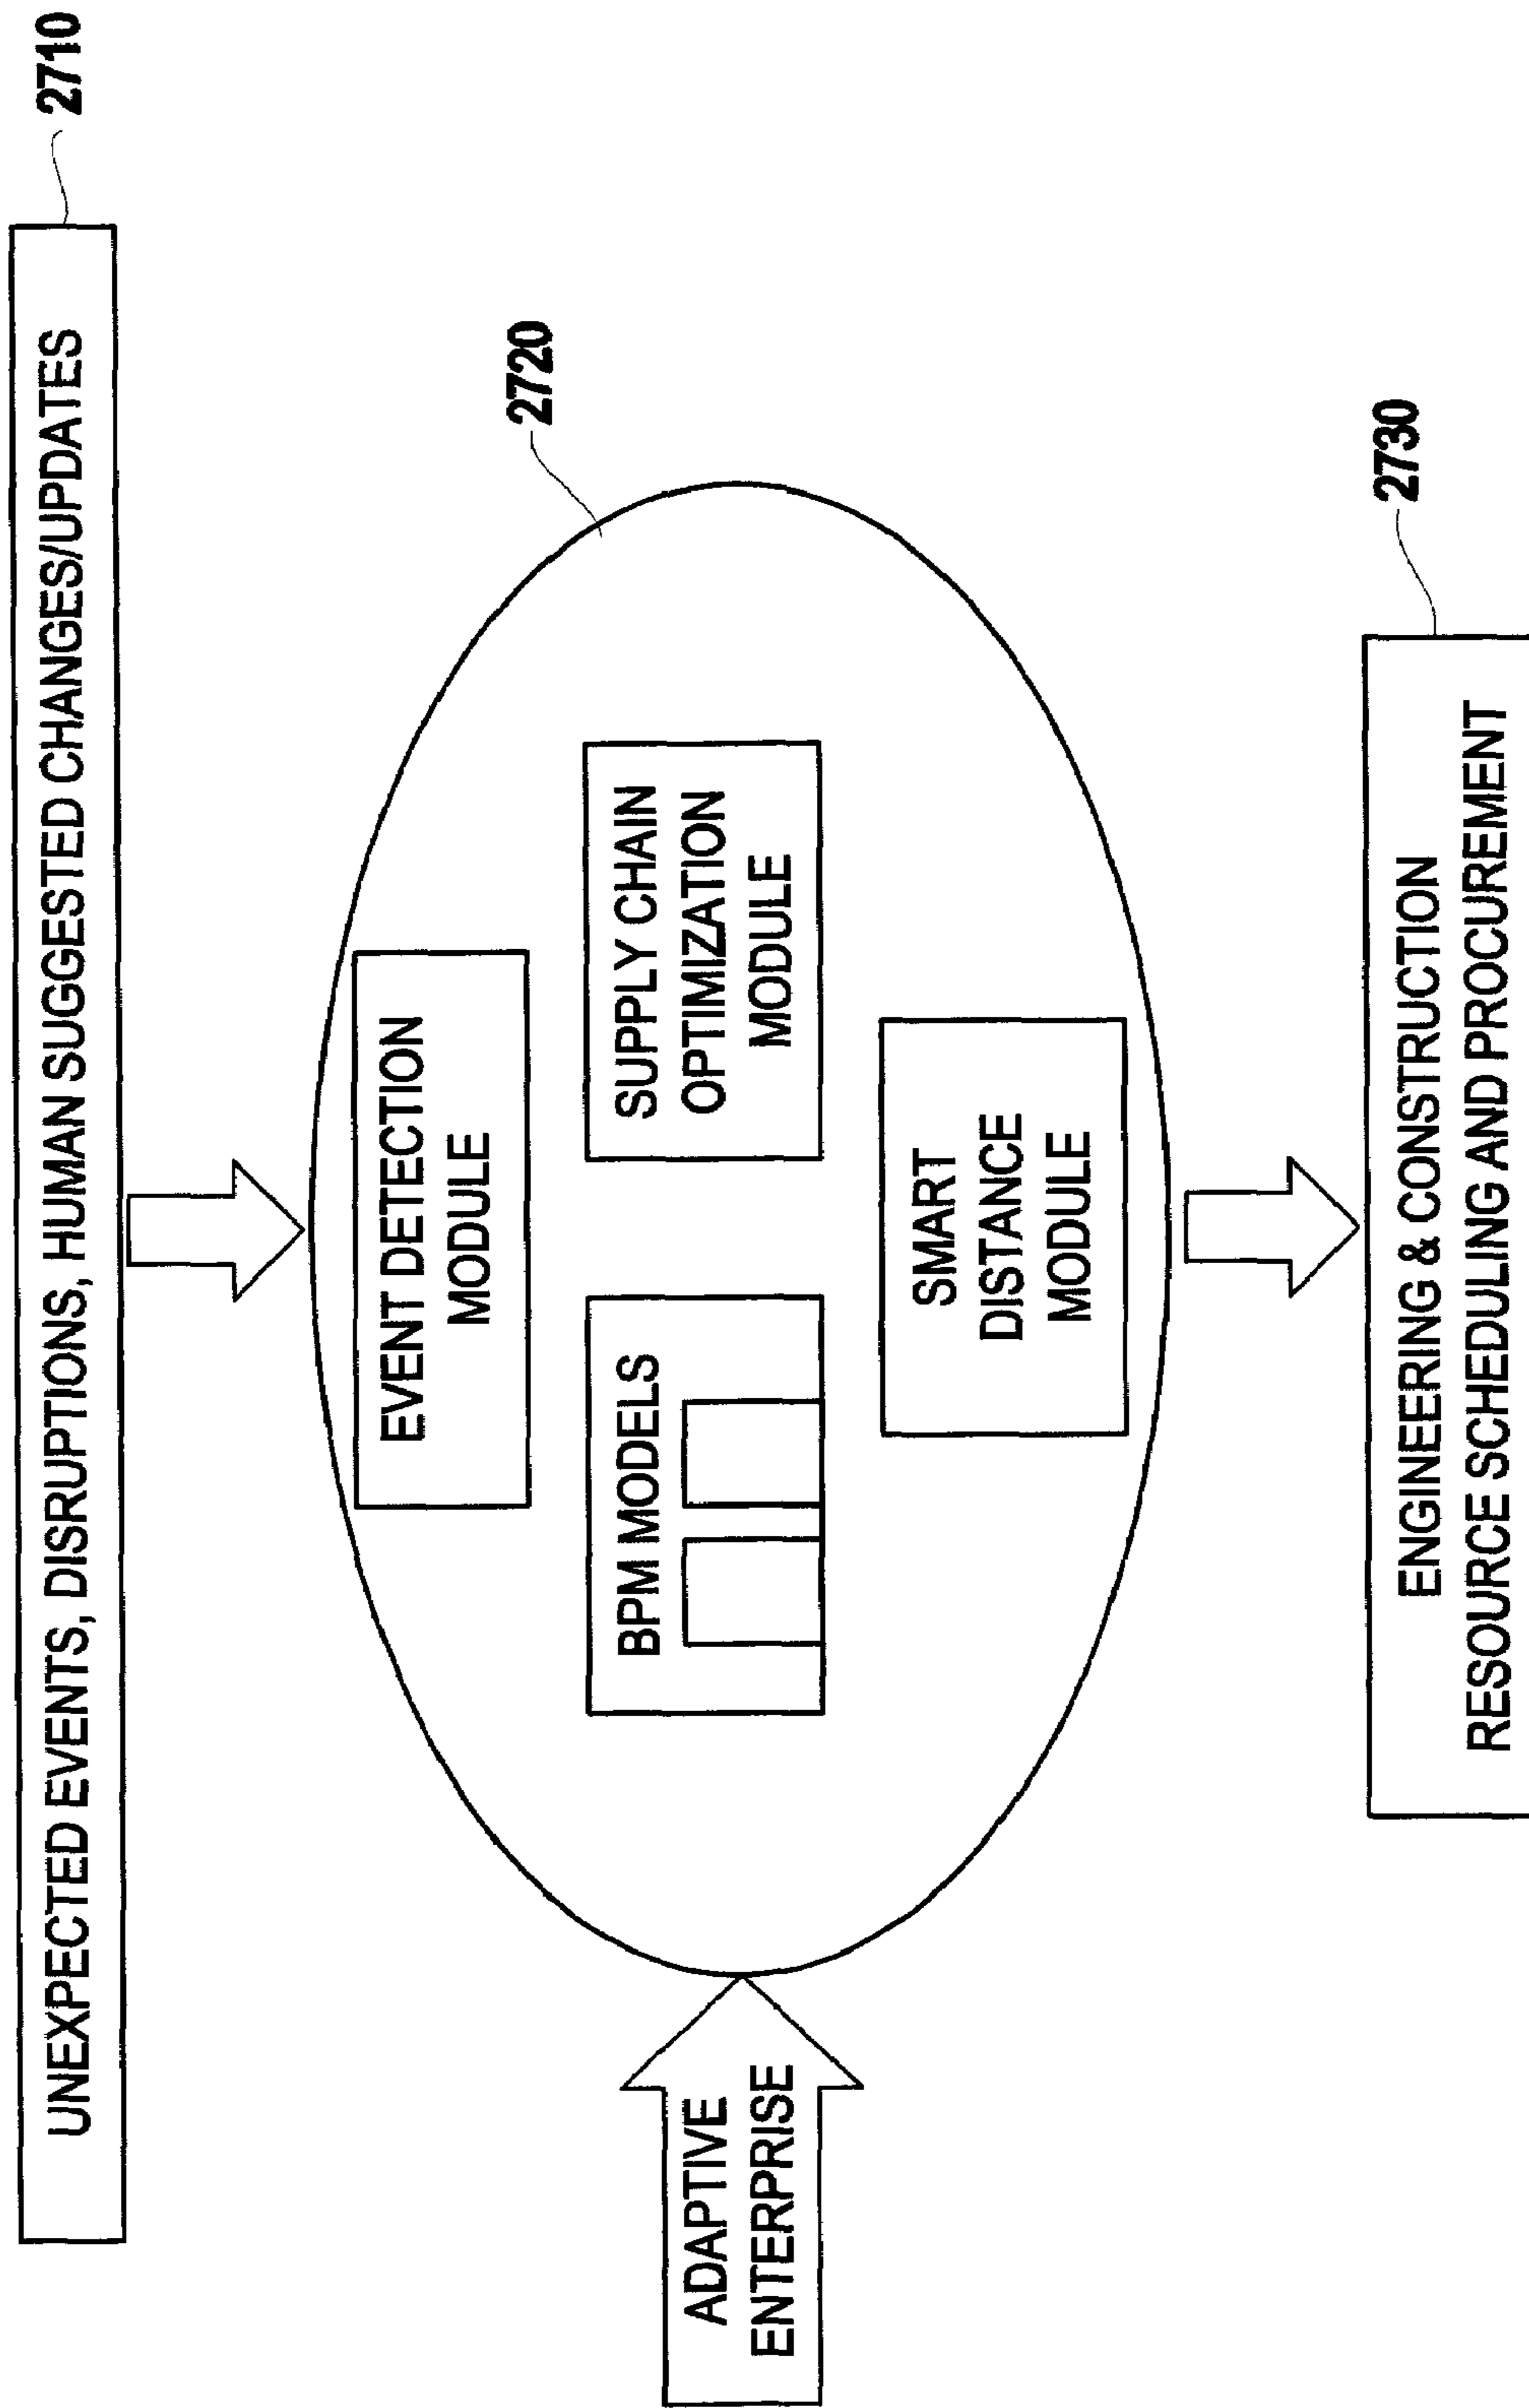 UNEXPECTED EVENTS, DISRUPTIONS, HUMAN SUGGESTED CHANGES/UPDATES
2710
2720
EVENT DETECTION
MODULE
ADAPTIVE
ENTERPRISE
BPM MODELS
SUPPLY CHAIN
OPTIMIZATION
MODULE
SMART
DISTANCE
MODULE
2730
ENGINEERING & CONSTRUCTION
RESOURCE SCHEDULING AND PROCUREMENT